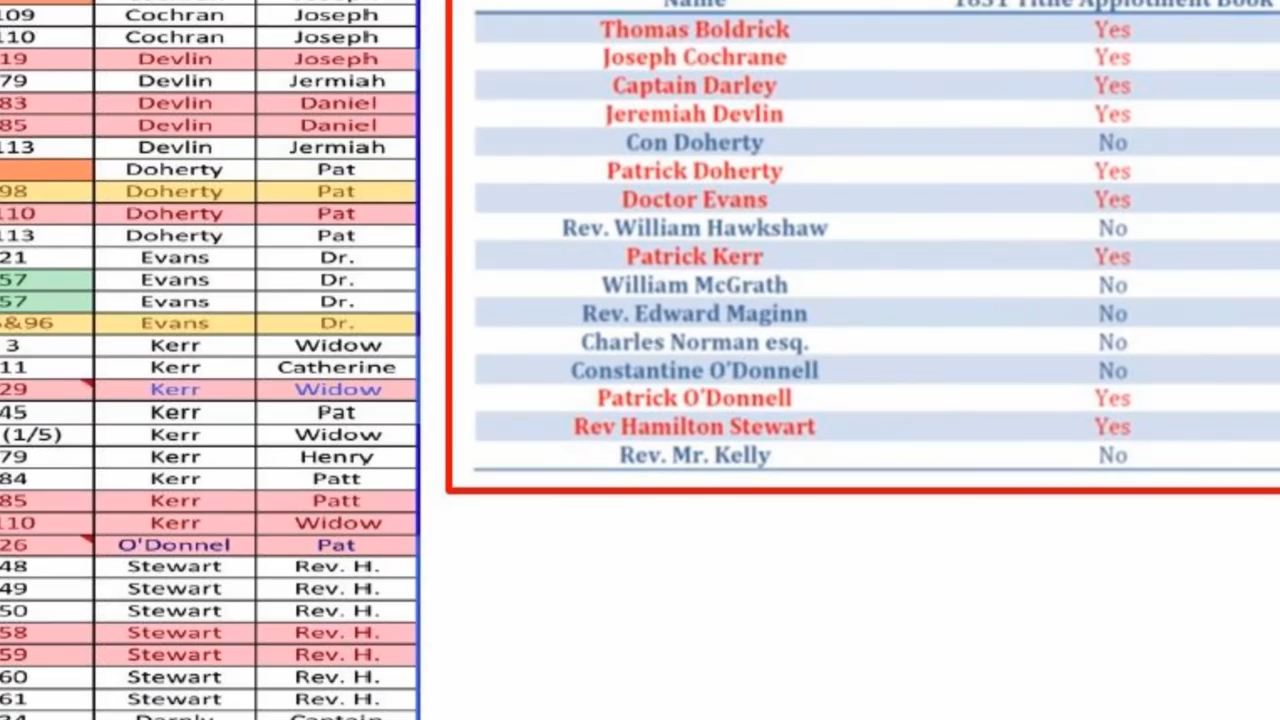 109 Cochran Joseph
110 Cochran Joseph
19 Devlin Joseph
79 Devlin Jermiah
83 Devlin Daniel
85 Devlin Daniel
113 Devlin Jermiah
Doherty Pat
98 Doherty Pat
110 Doherty Pat
113 Doherty Pat
21 Evans Dr.
57 Evans Dr.
57 Evans Dr.
&96 Evans Dr.
3 Kerr Widow
11 Kerr Catherine
29 Kerr Widow
45 Kerr Pat
(1/5) Kerr Widow
79 Kerr Henry
84 Kerr Patt
85 Kerr Patt
110 Kerr Widow
26 O'Donnel Pat
48 Stewart Rev. H.
49 Stewart Rev. H.
50 Stewart Rev. H.
58 Stewart Rev. H.
59 Stewart Rev. H.
60 Stewart Rev. H.
61 Stewart Rev. H.
Captain
Name 1831 Tithe Applotment Book
Thomas Boldrick Yes
Joseph Cochrane Yes
Captain Darley Yes
Jeremiah Devlin Yes
Con Doherty No
Patrick Doherty Yes
Doctor Evans Yes
Rev. William Hawkshaw No
Patrick Kerr Yes
William McGrath No
Rev. Edward Maginn No
Charles Norman esq. No
Constantine O'Donnell No
Patrick O'Donnell Yes
Rev Hamilton Stewart Yes
Rev. Mr. Kelly No